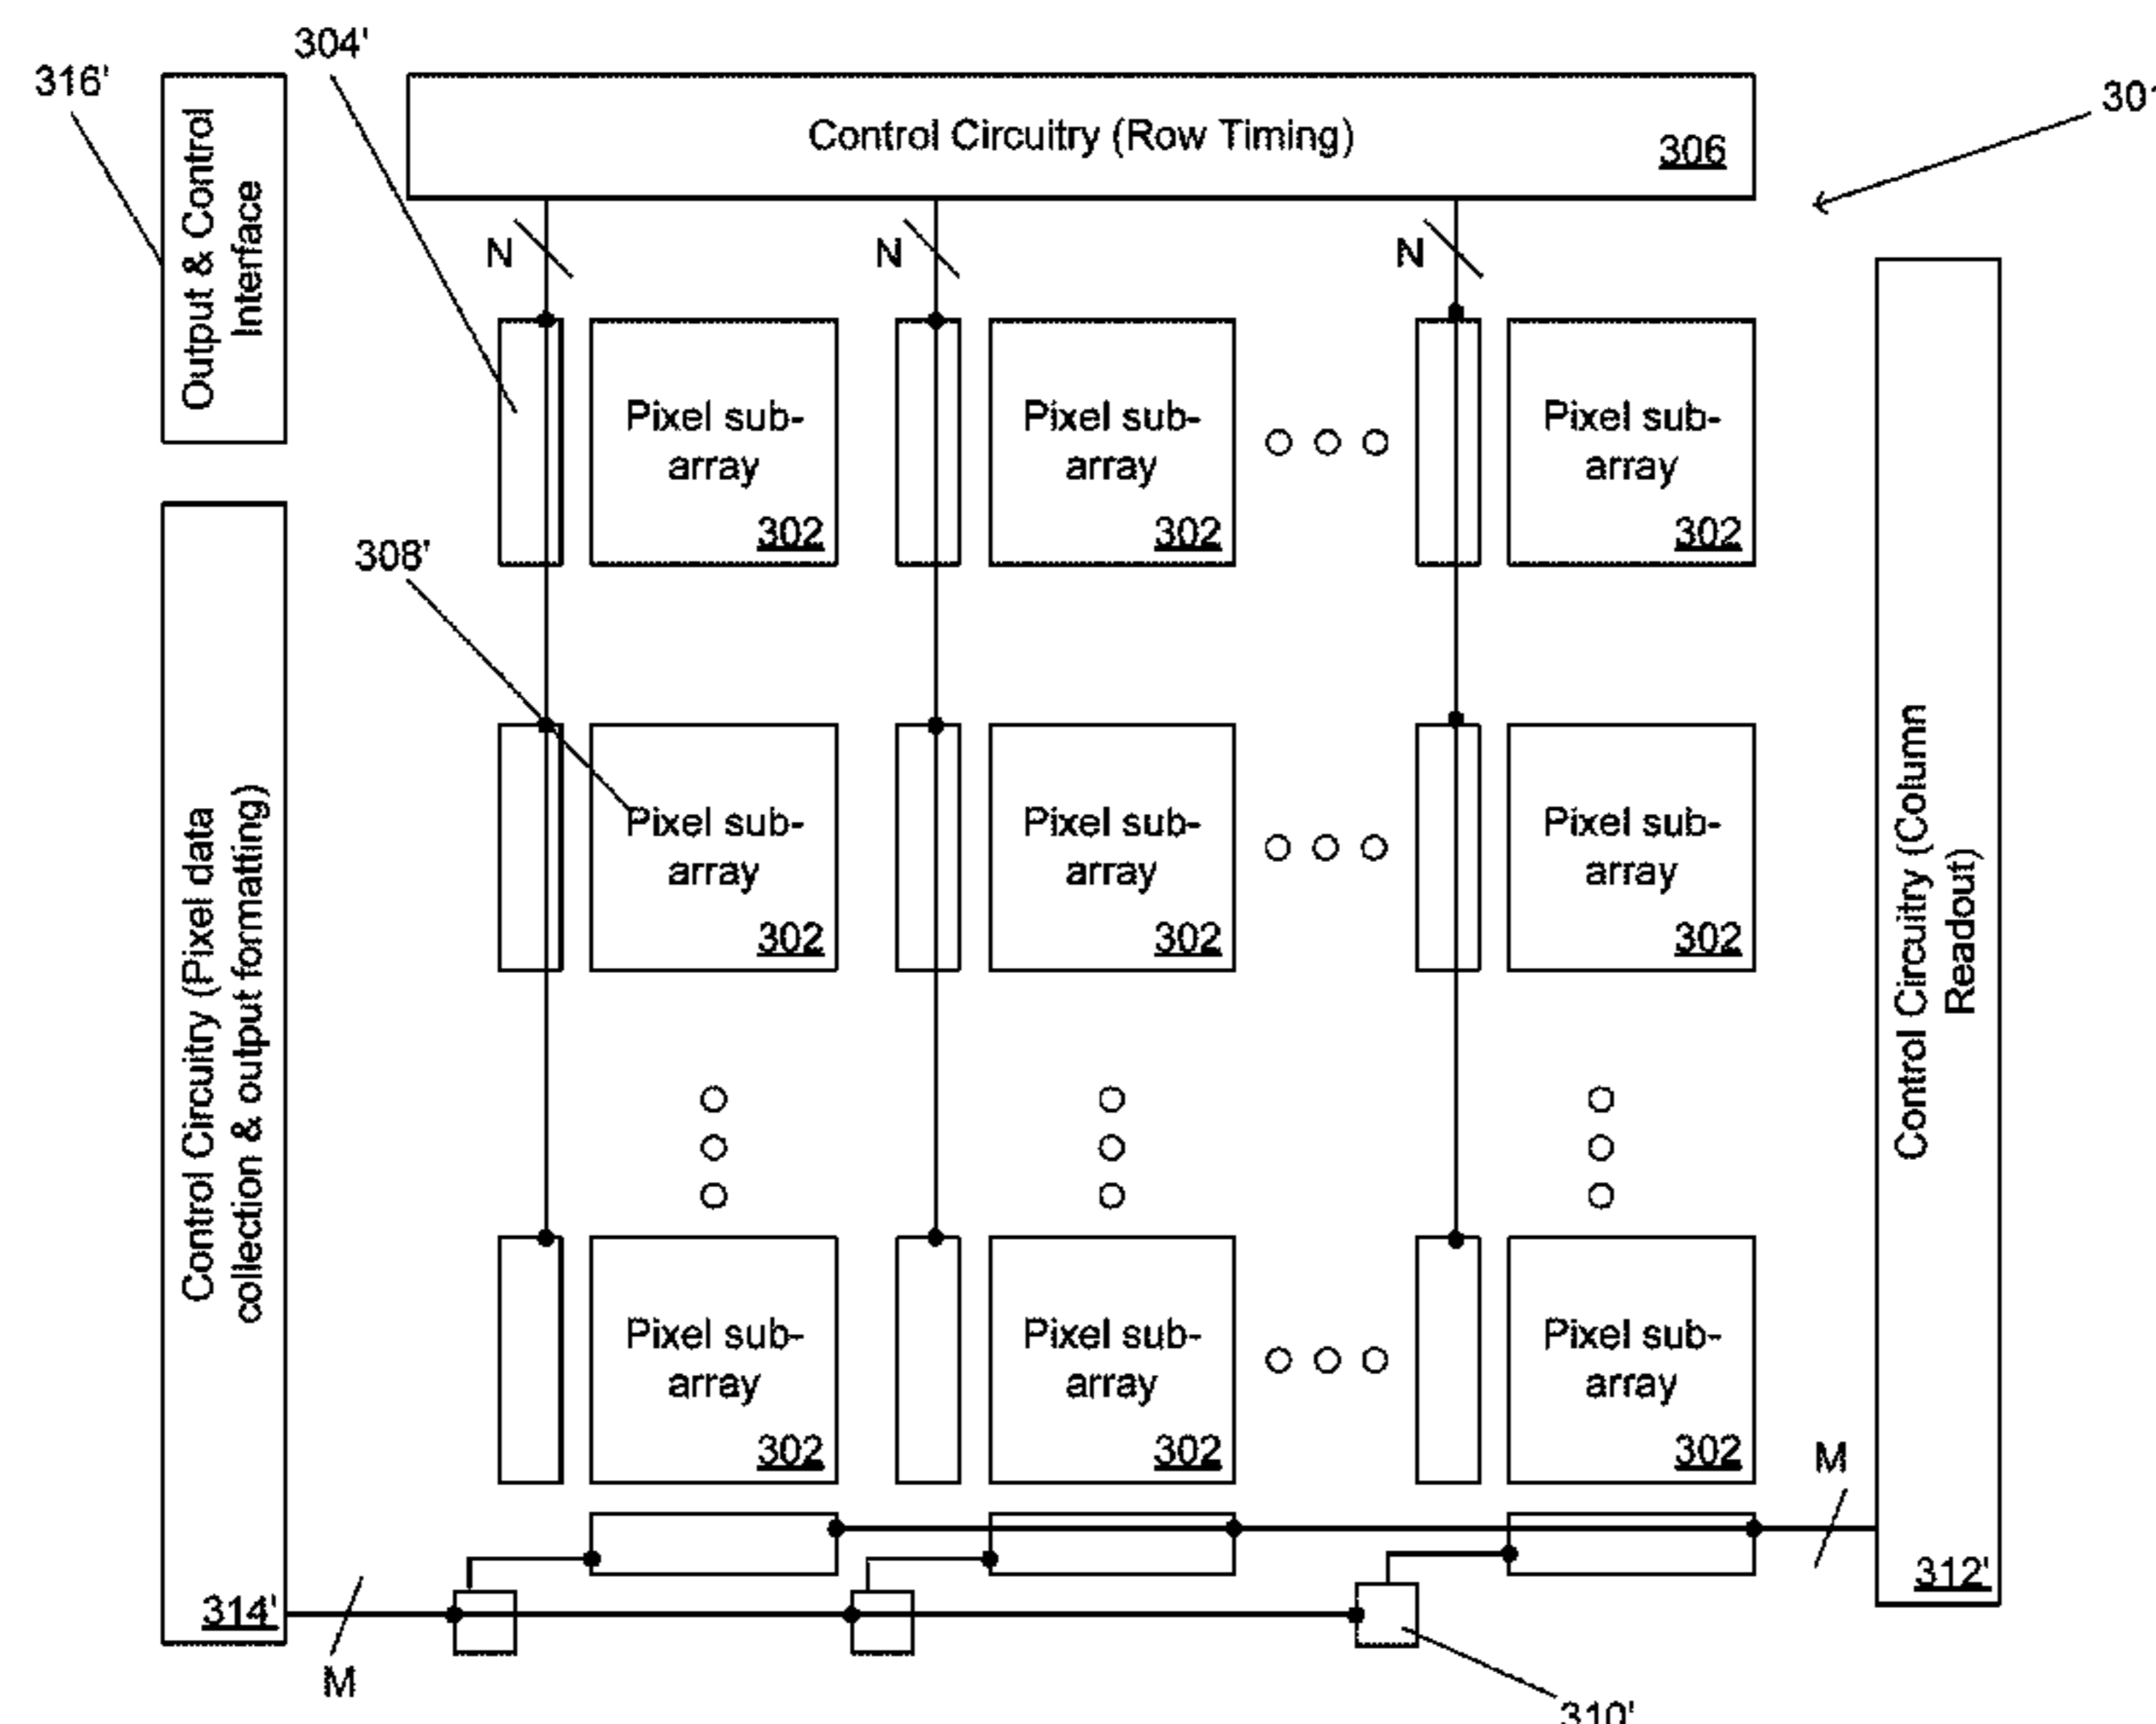 304'
316'
301
Output & Control
Interface
Control Circuitry (Row Timing)
306
N
N
N
Pixel sub-
array
302
Pixel sub-
array
302
Pixel sub-
array
302
308'
Pixel sub-
array
302
Pixel sub-
array
302
Pixel sub-
array
302
Control Circuitry (Pixel data
collection & output formatting)
314'
Control Circuitry (Column
Readout)
312'
Pixel sub-
array
302
Pixel sub-
array
302
Pixel sub-
array
302
M
M
310'